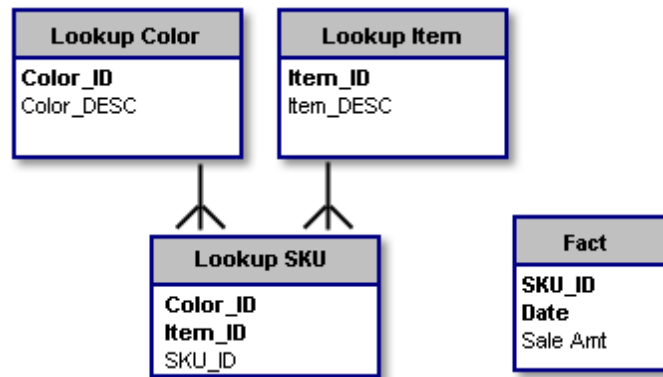 Lookup Color
Color_ID
Color_DESC
Lookup Item
Item_ID
Item_DESC
Lookup SKU
Color_ID
Item_ID
SKU_ID
Fact
SKU_ID
Date
Sale Amt